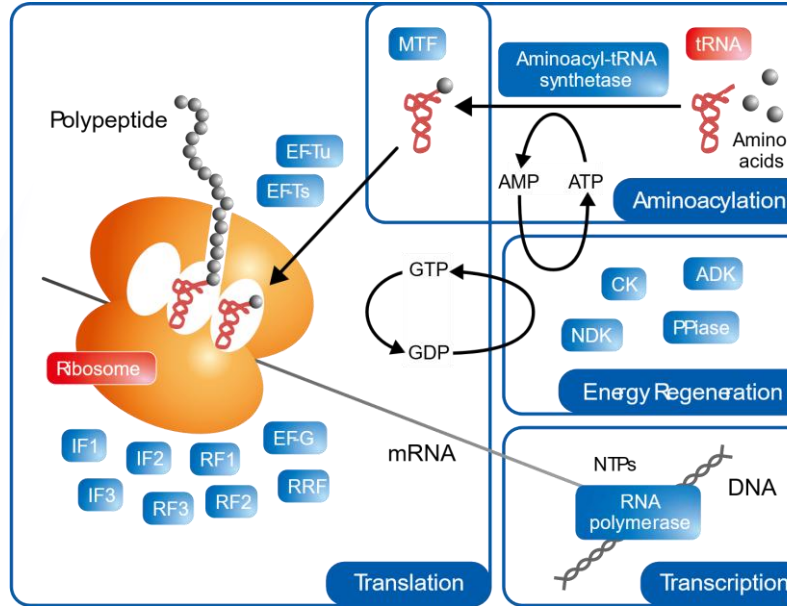 MTF
Aminoacyl-tRNA
synthetase
tRNA
Polypeptide
Amino
acids
EF-Tu
EF-Ts
AMP
ATP
Aminoacylation
GTP
GDP
CK
ADK
NDK
PPiase
Energy Regeneration
Ribosome
IF1
IF2
RF1
EF-G
IF3
RF3
RF2
RRF
mRNA
NTPs
DNA
RNA
polymerase
Translation
Transcription